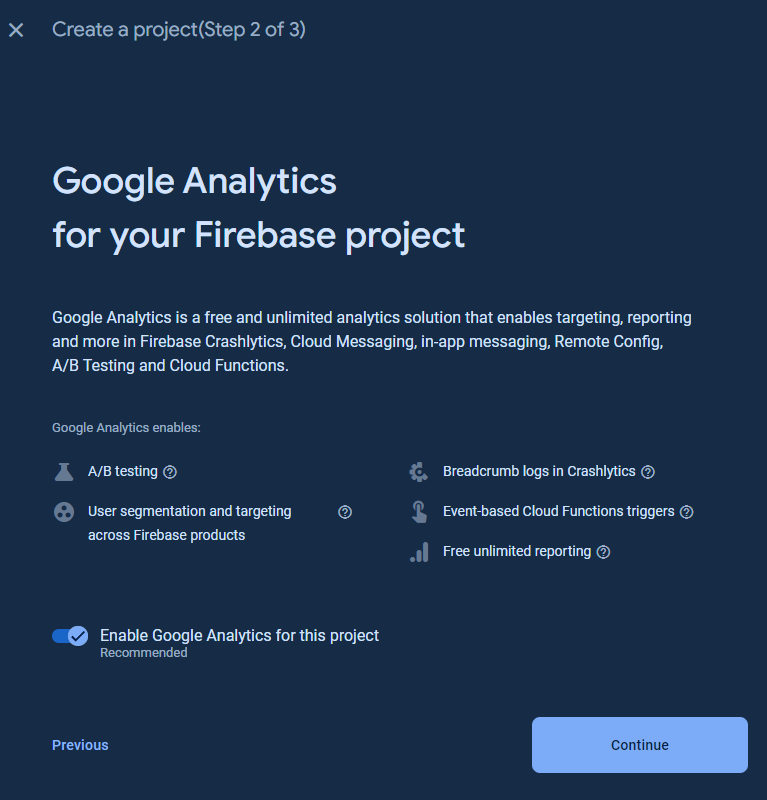 Create a project(Step 2 of 3)
Google Analytics
for your Firebase project
Google Analytics is a free and unlimited analytics solution that enables targeting, reporting
and more in Firebase Crashlytics, Cloud Messaging, in-app messaging, Remote Config,
A/B Testing and Cloud Functions.
Google Analytics enables:
A/B testing
User segmentation and targeting
across Firebase products
Breadcrumb logs in Crashlytics
Event-based Cloud Functions triggers
Free unlimited reporting
Enable Google Analytics for this project
Recommended
Previous
Continue